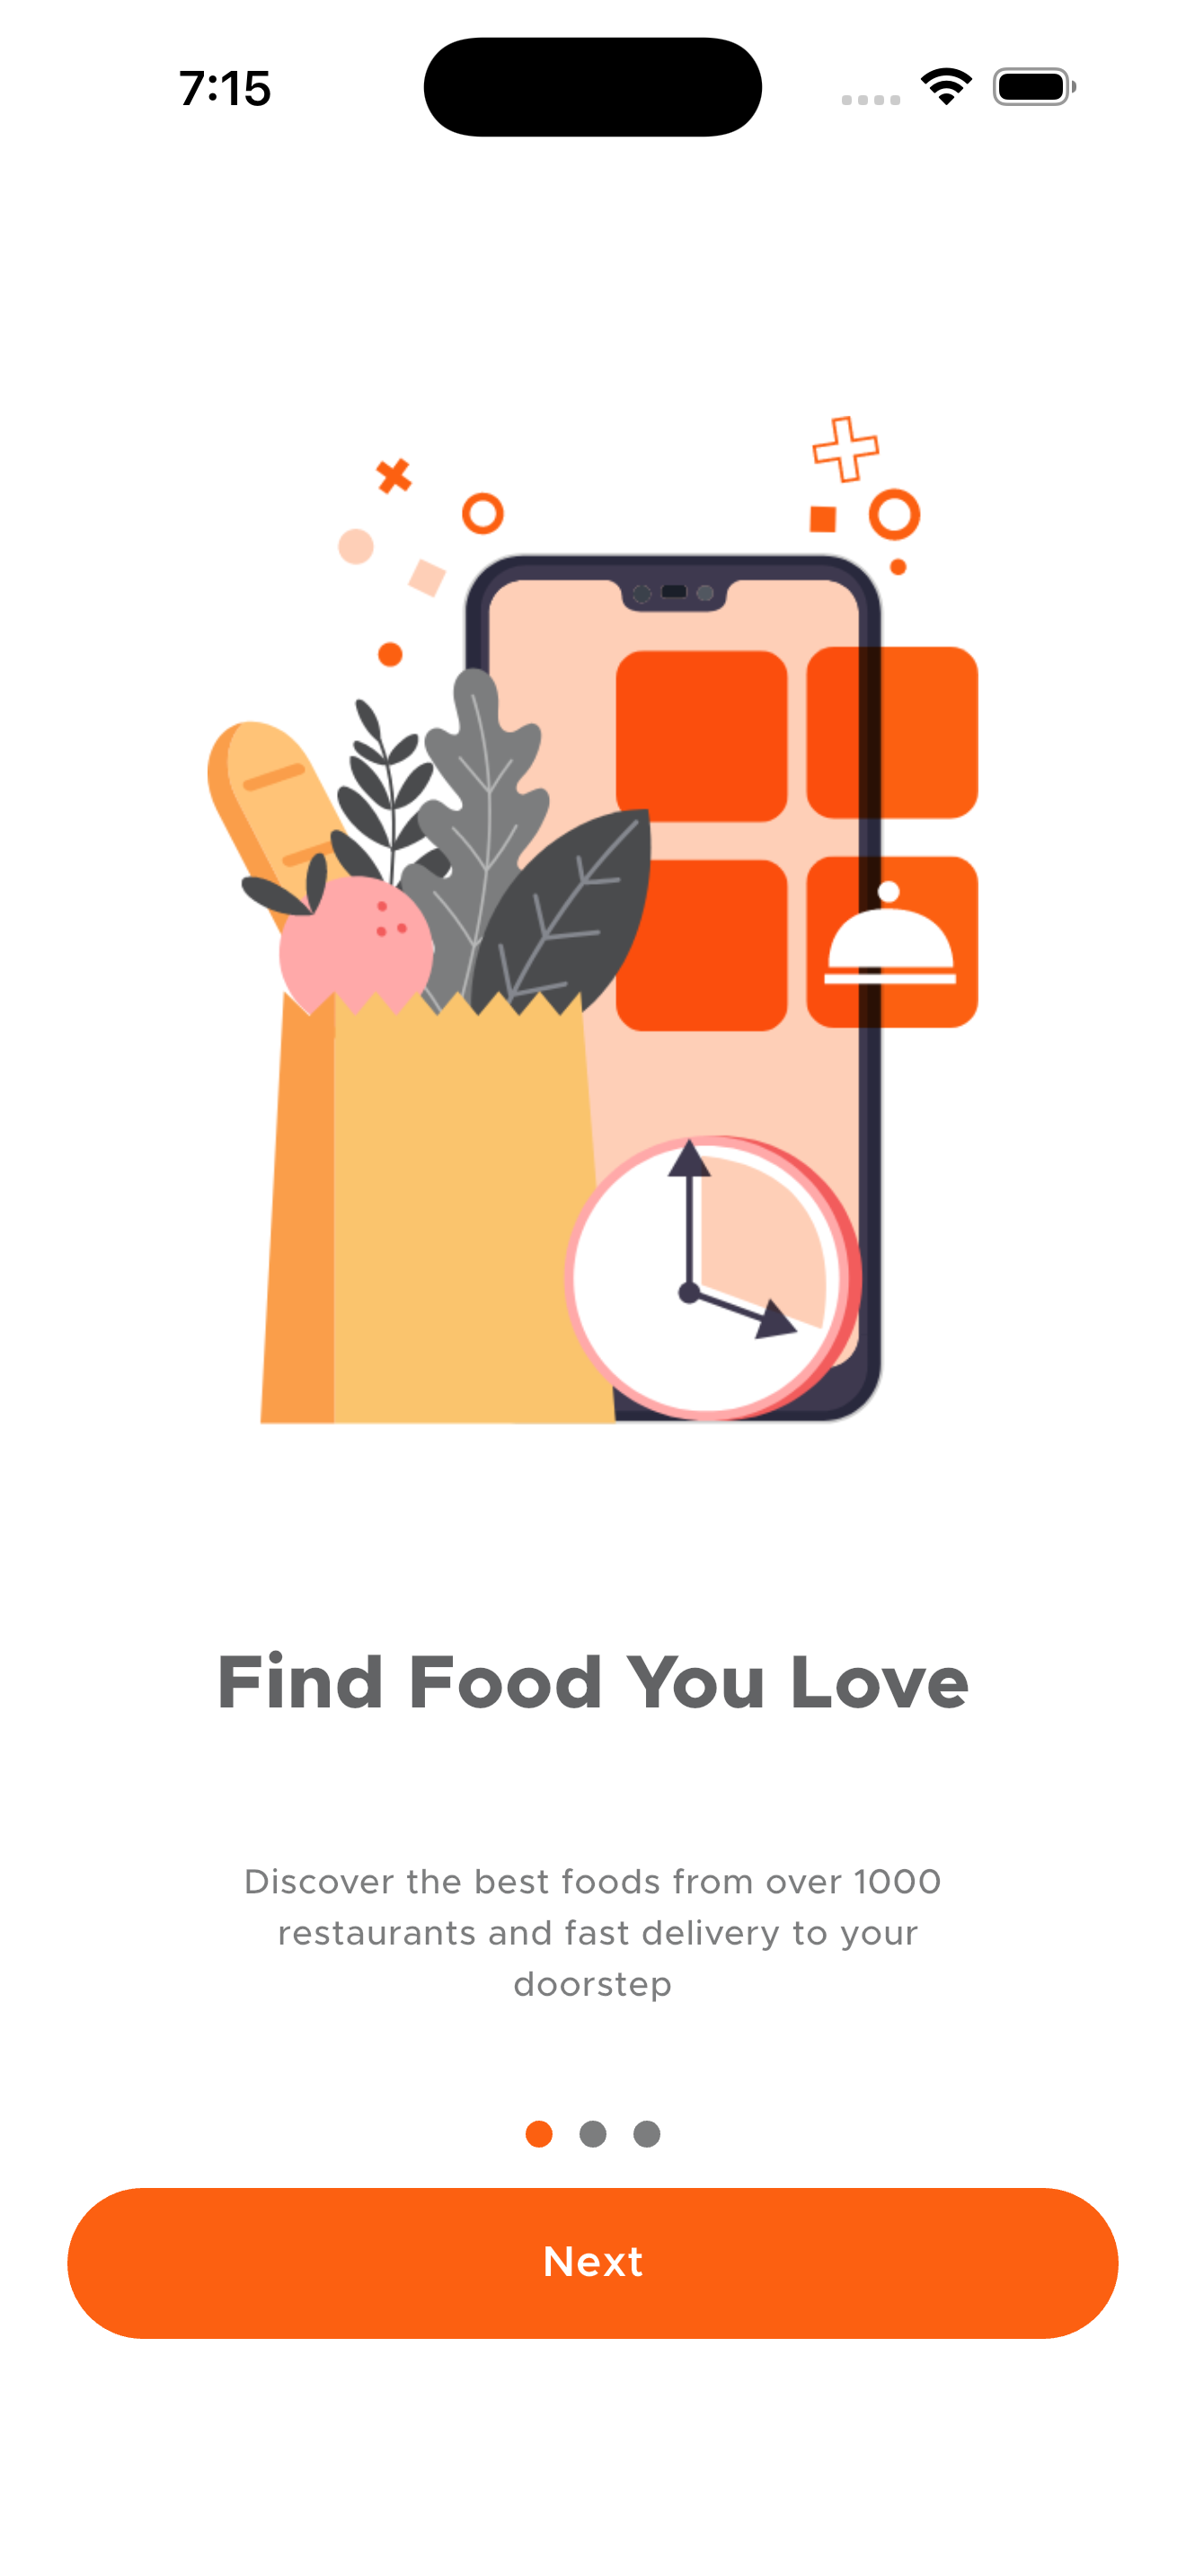 7:15
Find Food You Love
Discover the best foods from over 1000
restaurants and fast delivery to your
doorstep
Next